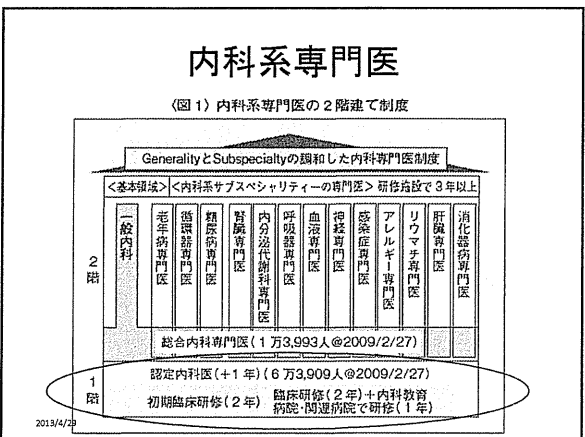 内科系専門医
〈図1〉内科系専門医の2階建て制度
GeneralityとSubspecialtyの調和した内科専門医制度
<基本領域> <内科系サブスペシャリティーの専門医> 研修施設で3年以上
2階
一般内科
老年病専門医
循環器専門医
糖尿病専門医
腎臓専門医
内分泌代謝科専門医
呼吸器専門医
血液専門医
神経専門医
感染症専門医
アレルギー専門医
リウマチ専門医
肝臓専門医
消化器病専門医
総合内科専門医(1万3,993人@2009/2/27)
1階
認定内科医(+1年)(6万3,909人@2009/2/27)
初期臨床研修(2年) 臨床研修(2年)+内科教育
病院・関連病院で研修(1年)
2013/4/29